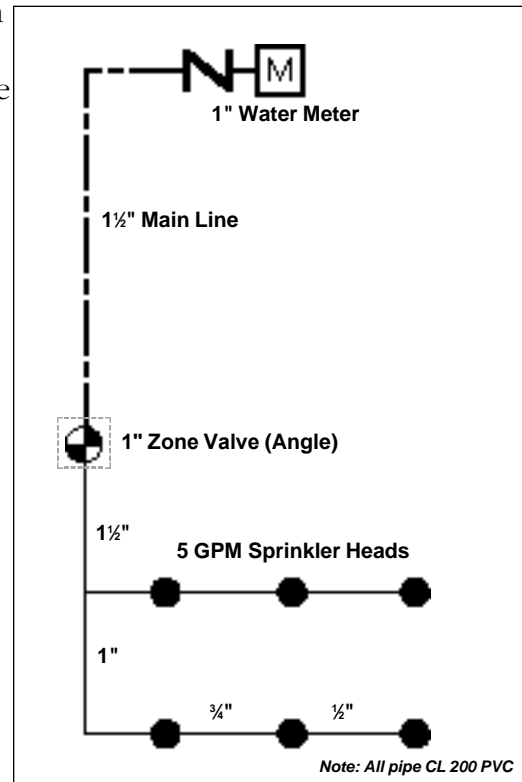 M
1" Water Meter
1½" Main Line
1" Zone Valve (Angle)
1½"
5 GPM Sprinkler Heads
1"
¾" ½"
Note: All pipe CL 200 PVC